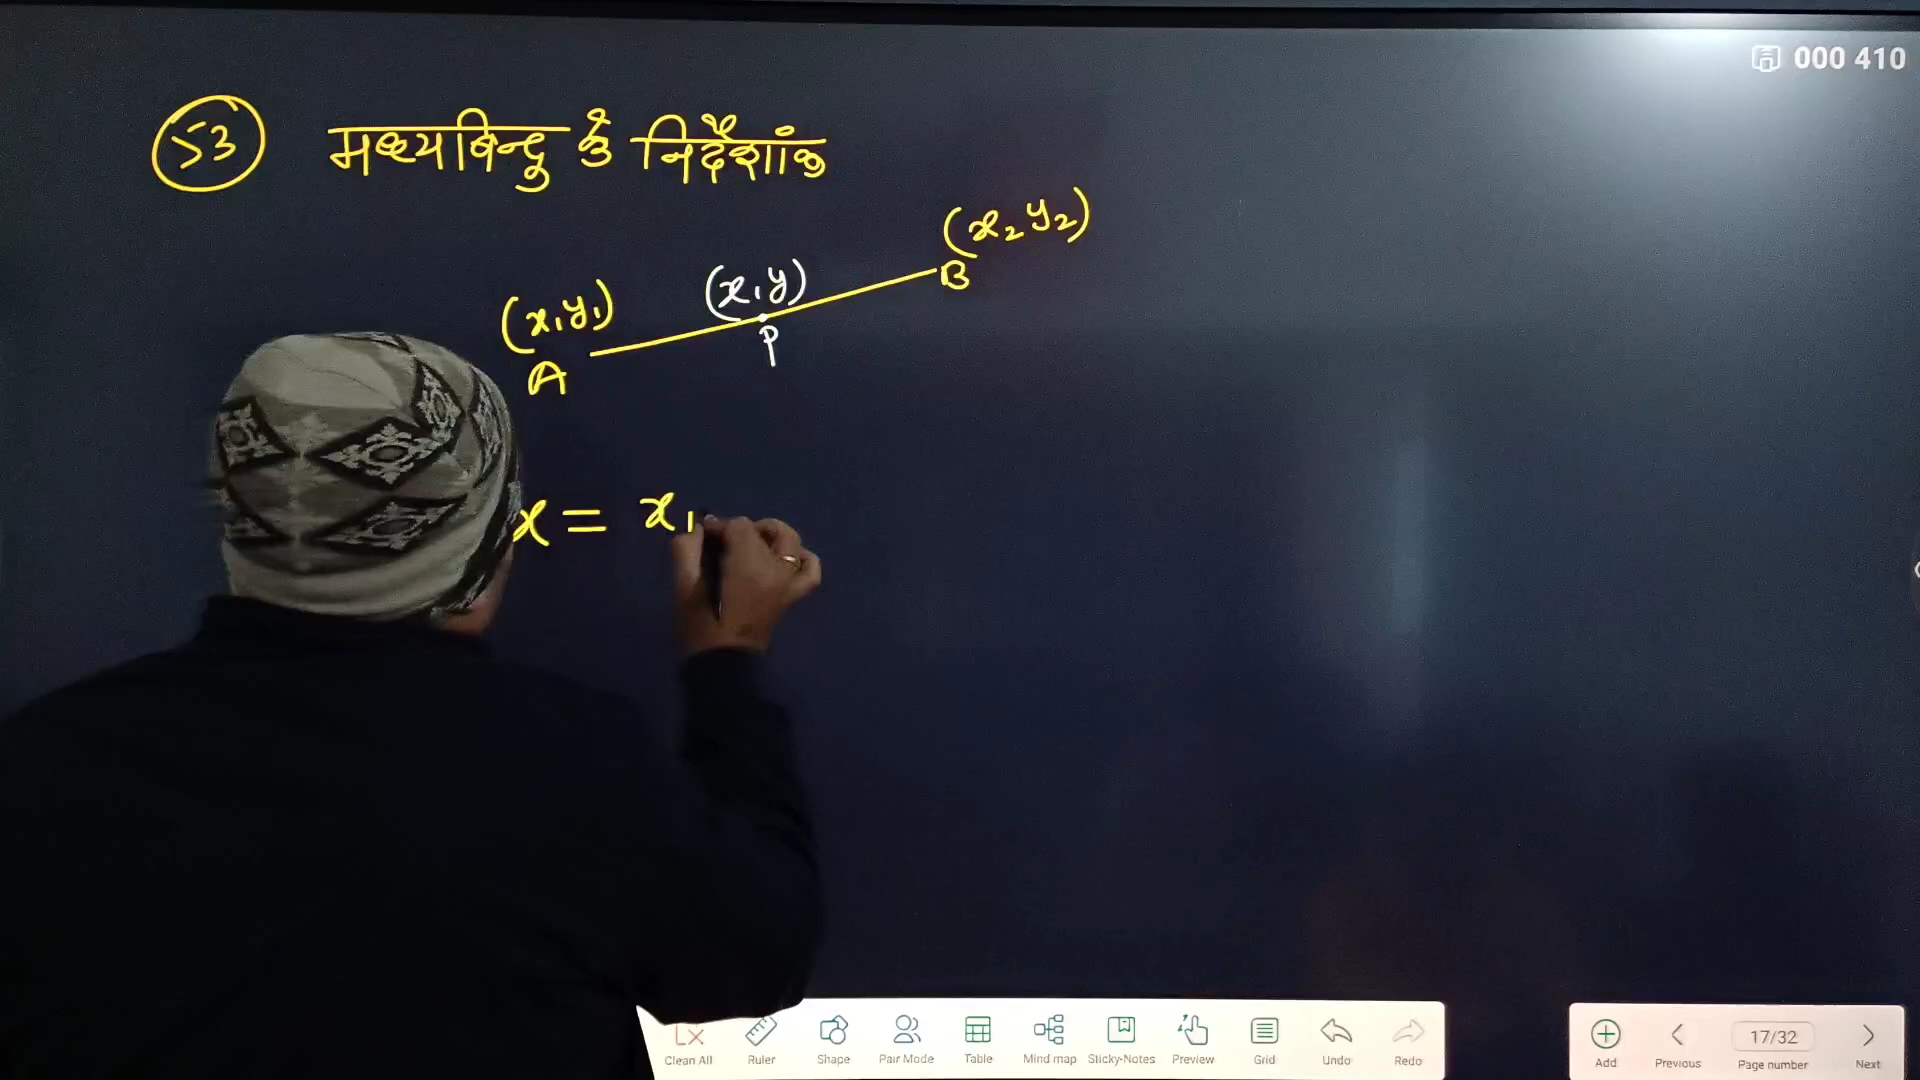 000 410
53 मध्यबिन्दु के निर्देशांक
(x₂ y₂)
(x₁ y₁) (x, y) B
A P
x = x₁
Clean All Ruler Shape Pair Mode Table Mind map Sticky-Notes Preview Grid Undo Redo
17/32
Add Previous Page number Next